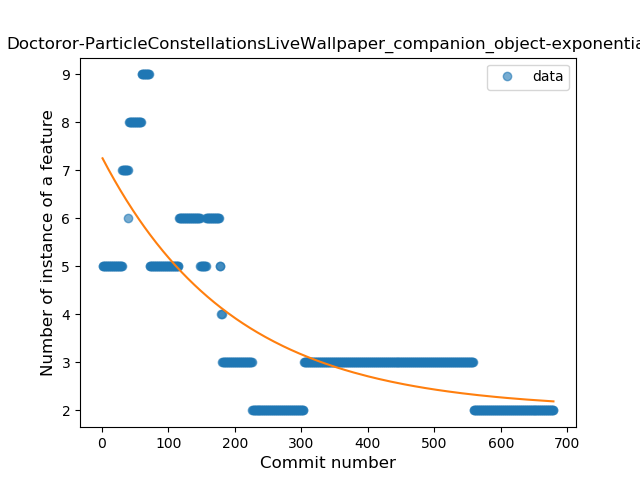 Doctoror-ParticleConstellationsLiveWallpaper_companion_object-exponentia
data
Number of instance of a feature
9
8
7
6
5
4
3
2
0 100 200 300 400 500 600 700
Commit number